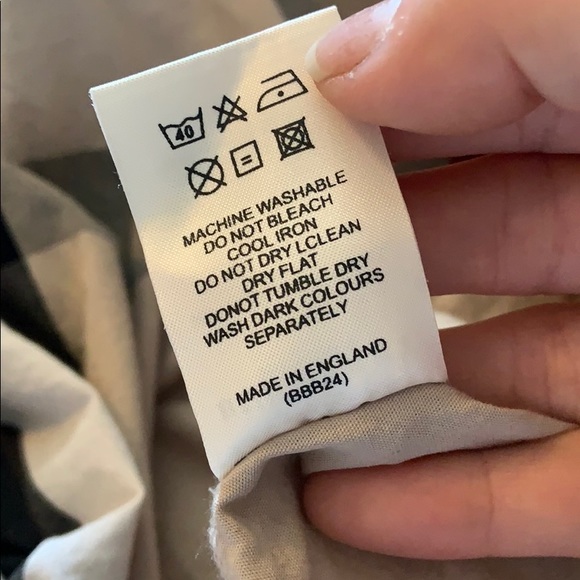 40
MACHINE WASHABLE
DO NOT BLEACH
COOL IRON
DO NOT DRY LCLEAN
DRY FLAT
DONOT TUMBLE DRY
WASH DARK COLOURS
SEPARATELY
MADE IN ENGLAND
(BBB24)